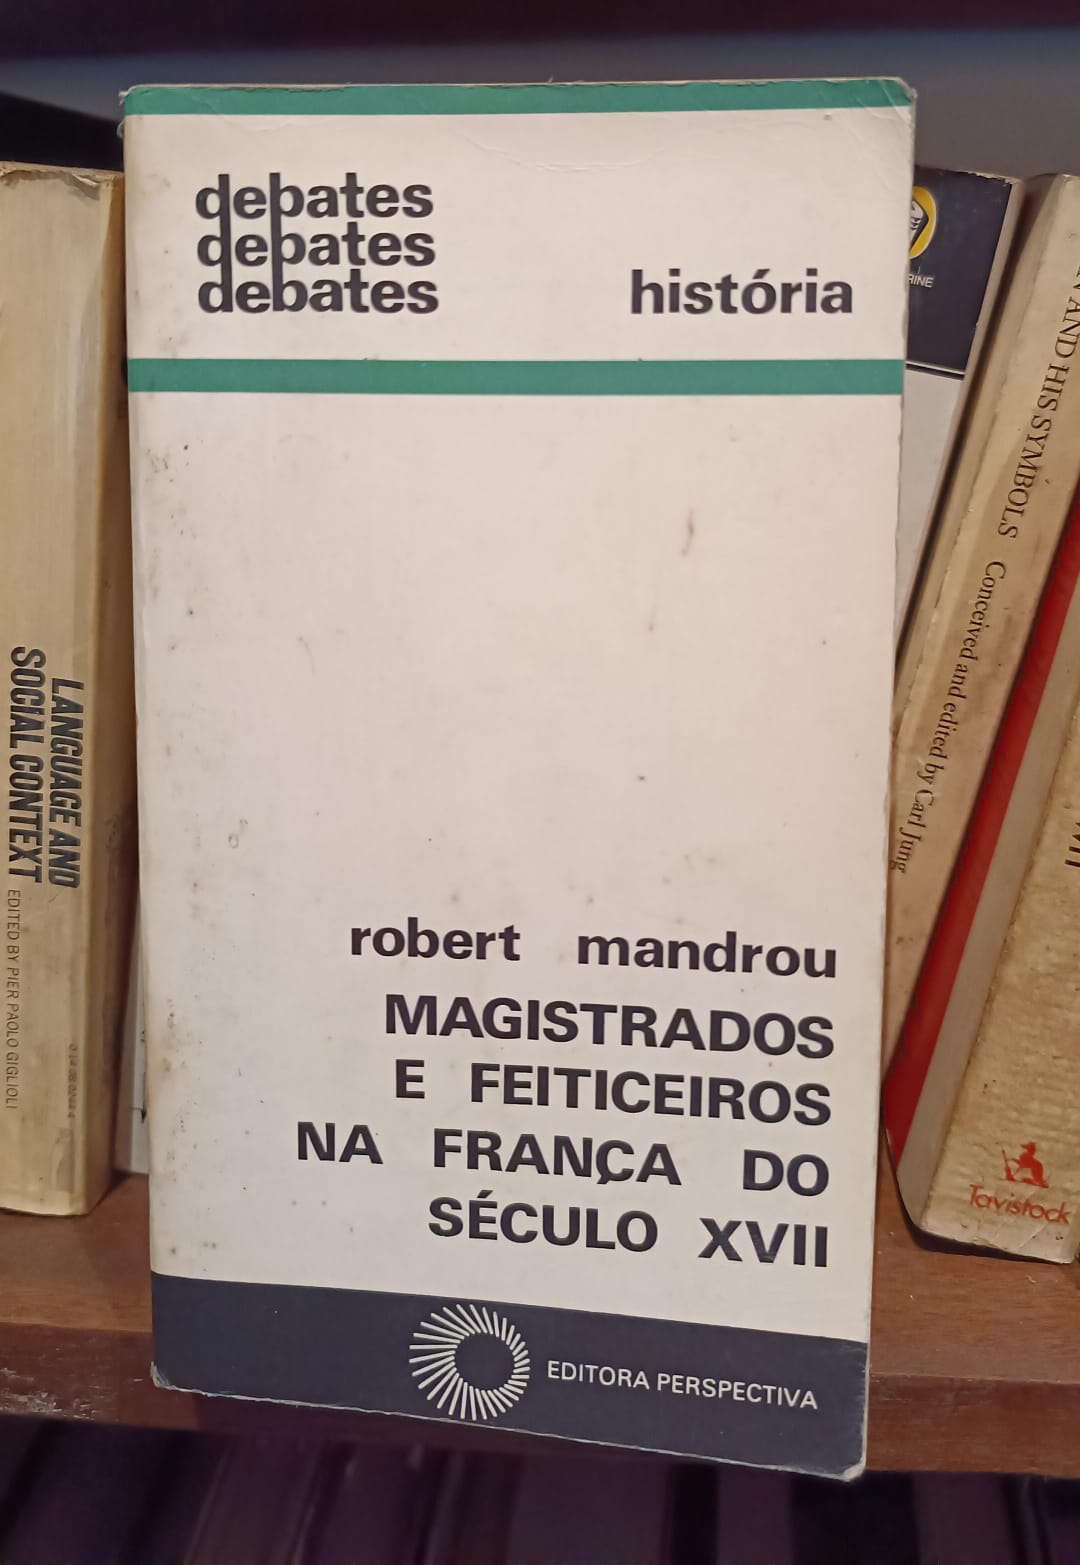 debates
debates
debates
história
robert mandrou
MAGISTRADOS
E FEITICEIROS
NA FRANÇA DO
SÉCULO XVII
EDITORA PERSPECTIVA
LANGUAGE AND
SOCIAL CONTEXT
EDITED BY PIER PAOLO GIGLIOLI
RINE
AND HIS SYMBOLS Conceived and edited by Carl Jung
Tavistock